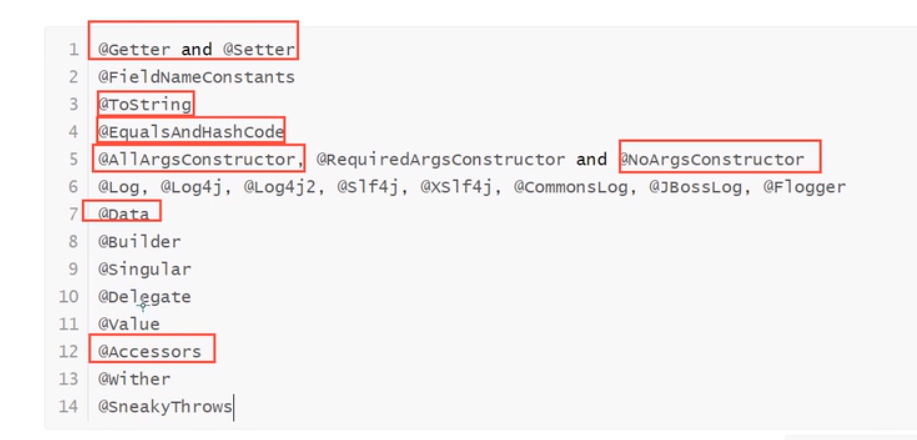 1 @Getter and @Setter
2 @FieldNameConstants
3 @ToString
4 @EqualsAndHashCode
5 @AllArgsConstructor, @RequiredArgsConstructor and @NoArgsConstructor
6 @Log, @Log4j, @Log4j2, @Slf4j, @XSlf4j, @CommonsLog, @JBossLog, @Flogger
7 @Data
8 @Builder
9 @Singular
10 @Delegate
11 @Value
12 @Accessors
13 @Wither
14 @SneakyThrows